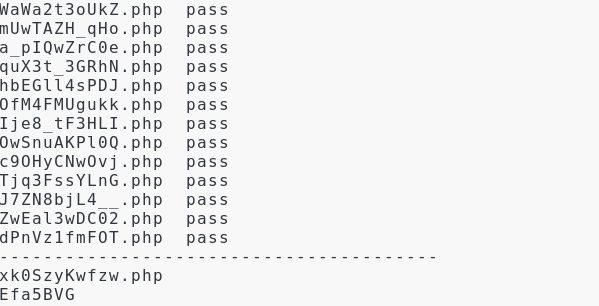 WaWa2t3oUkZ.php pass
mUwTAZH_qHo.php pass
a_pIQwZrC0e.php pass
quX3t_3GRhN.php pass
hbEGll4sPDJ.php pass
OfM4FMUgukk.php pass
Ije8_tF3HLI.php pass
OwSnuAKPl0Q.php pass
c9OHyCNwOvj.php pass
Tjq3FssYLnG.php pass
J7ZN8bjL4__.php pass
ZwEal3wDC02.php pass
dPnVz1fmFOT.php pass
----------------------------------------
xk0SzyKwfzw.php
Efa5BVG